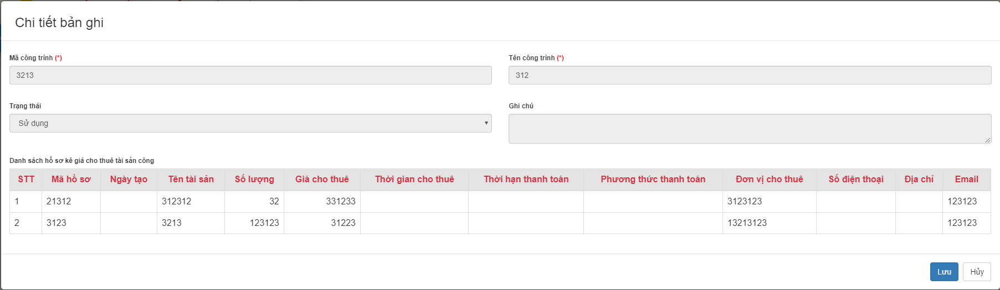 Chi tiết bản ghi
Mã công trình (*) Tên công trình (*)
3213 312
Trạng thái Ghi chú
Sử dụng
Danh sách hồ sơ kê giá cho thuê tài sản công
STT Mã hồ sơ Ngày tạo Tên tài sản Số lượng Giá cho thuê Thời gian cho thuê Thời hạn thanh toán Phương thức thanh toán Đơn vị cho thuê Số điện thoại Địa chỉ Email
1 21312 312312 32 331233 3123123 123123
2 3123 3213 123123 31223 13213123 123123
Lưu Hủy